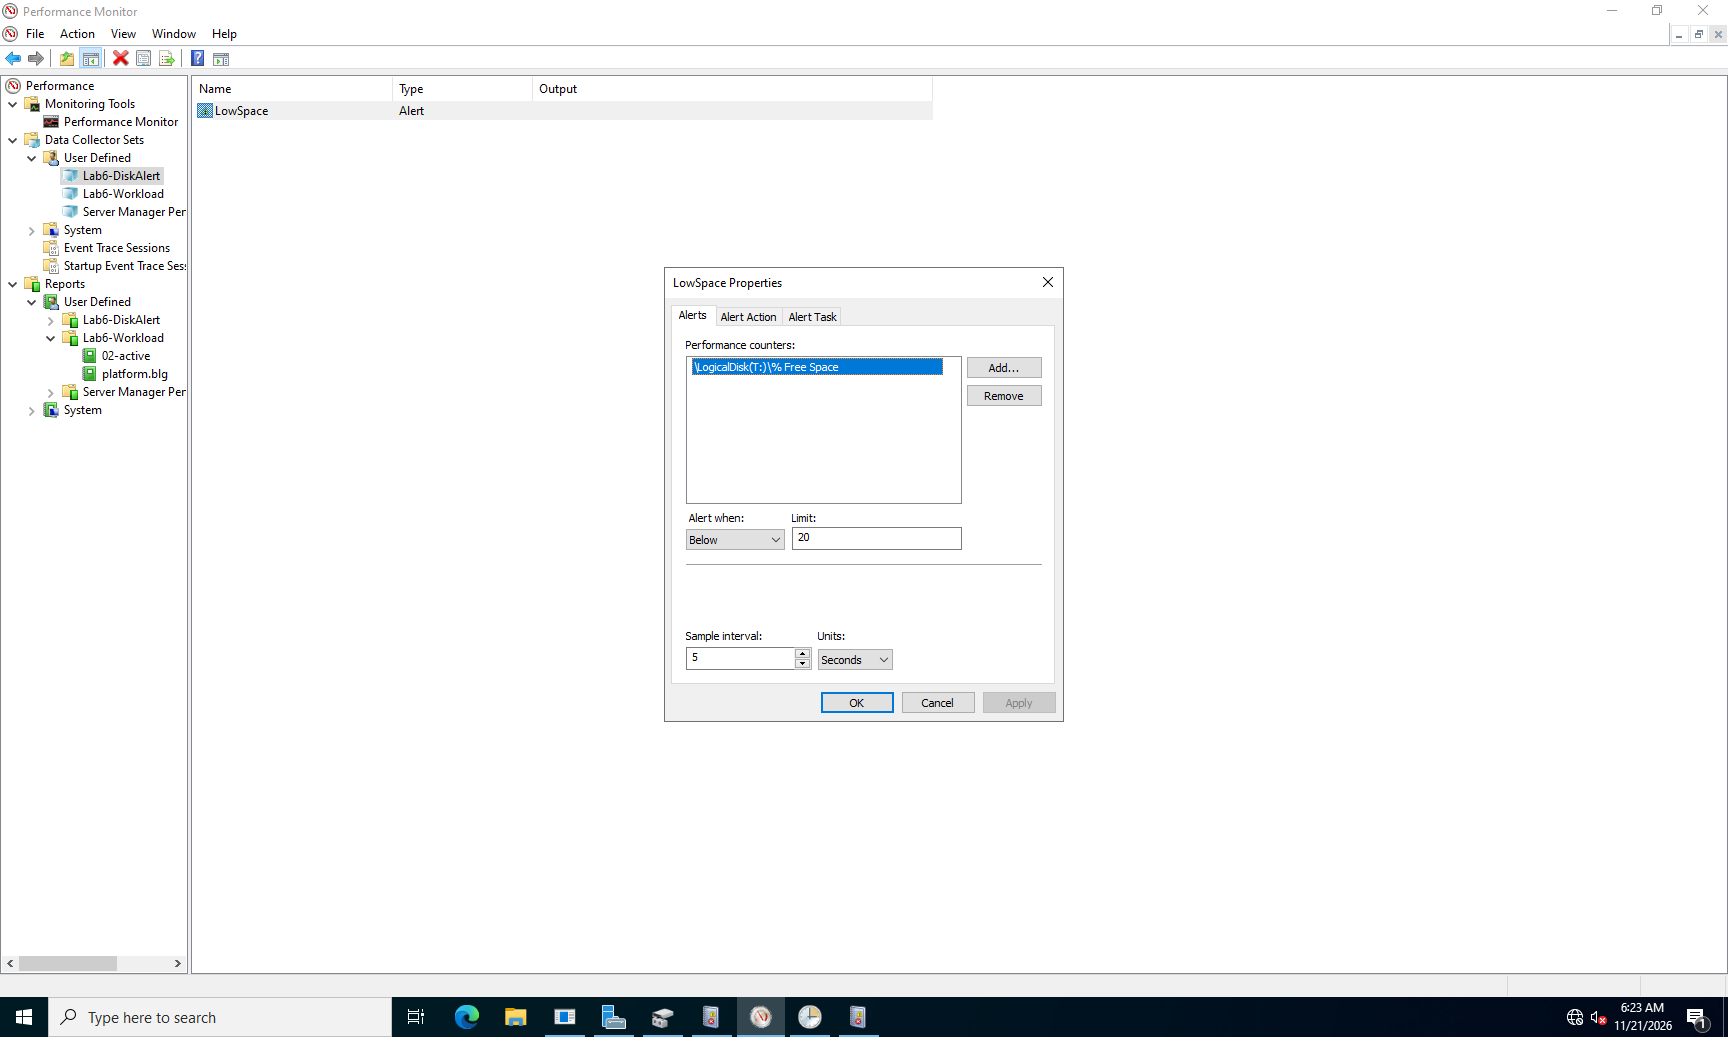 Performance Monitor
File Action View Window Help
Performance
Monitoring Tools
Performance Monitor
Data Collector Sets
User Defined
Lab6-DiskAlert
Lab6-Workload
Server Manager Per
System
Event Trace Sessions
Startup Event Trace Ses
Reports
User Defined
Lab6-DiskAlert
Lab6-Workload
02-active
platform.blg
Server Manager Per
System
Name Type Output
LowSpace Alert
LowSpace Properties
Alerts Alert Action Alert Task
Performance counters:
\LogicalDisk(T:)\% Free Space
Add...
Remove
Alert when: Limit:
Below 20
Sample interval: Units:
5 Seconds
OK Cancel Apply
Type here to search
6:23 AM
11/21/2026
1